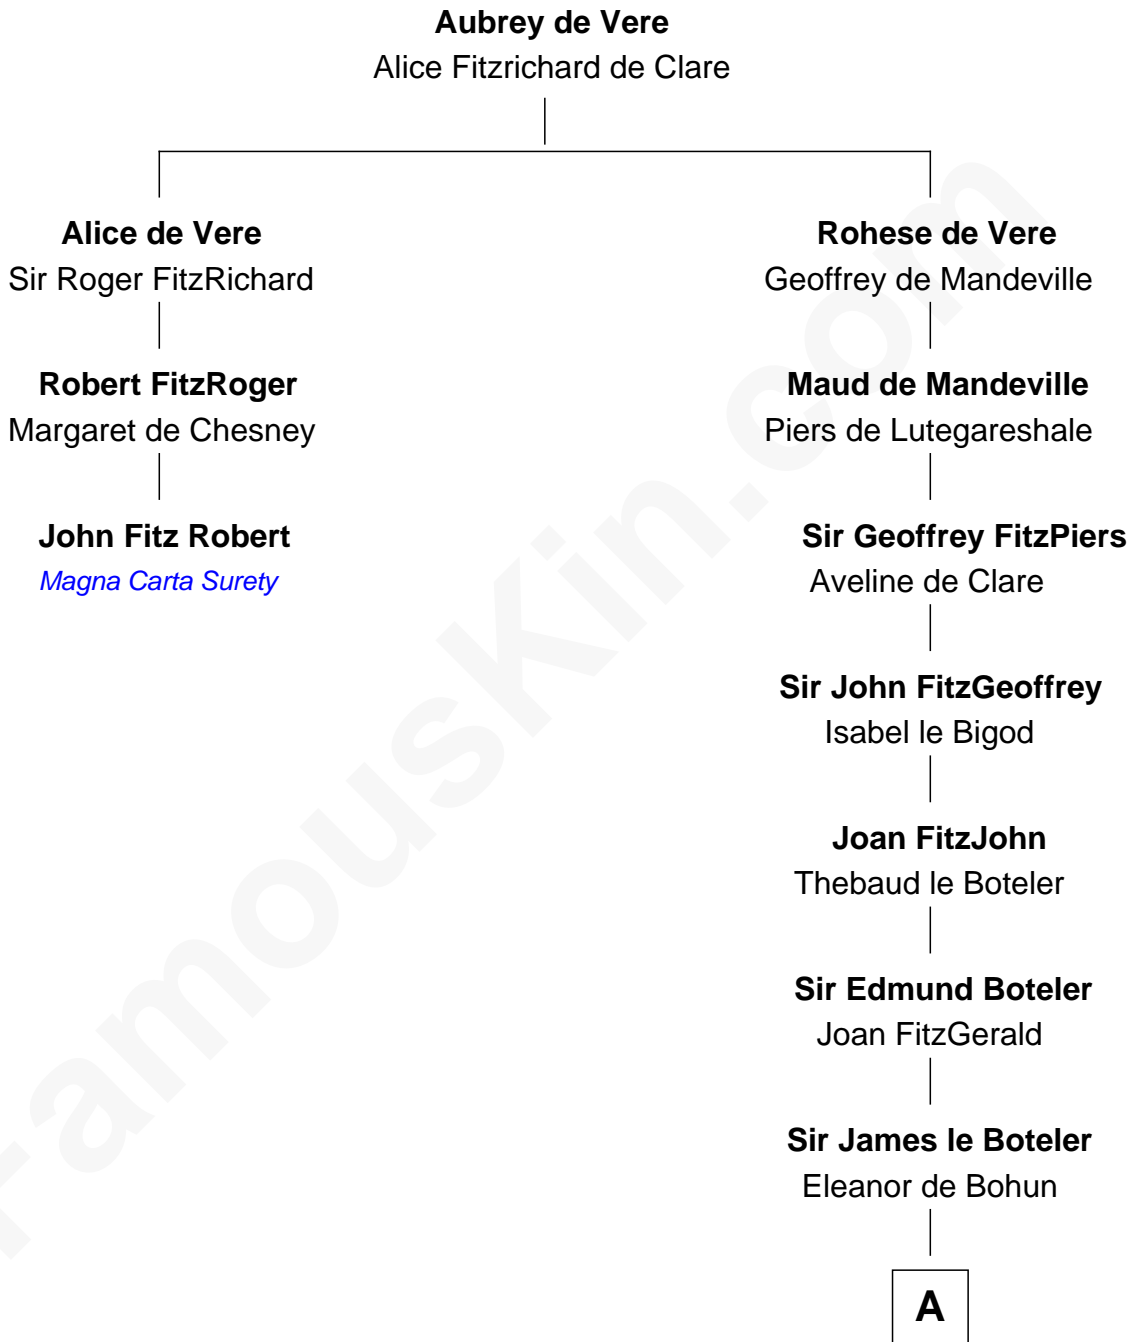 Aubrey de Vere
Alice Fitzrichard de Clare
Alice de Vere
Sir Roger FitzRichard
Rohese de Vere
Geoffrey de Mandeville
Robert FitzRoger
Margaret de Chesney
Maud de Mandeville
Piers de Lutegareshale
John Fitz Robert
Magna Carta Surety
Sir Geoffrey FitzPiers
Aveline de Clare
Sir John FitzGeoffrey
Isabel le Bigod
Joan FitzJohn
Thebaud le Boteler
Sir Edmund Boteler
Joan FitzGerald
Sir James le Boteler
Eleanor de Bohun
A
FamousKin.com